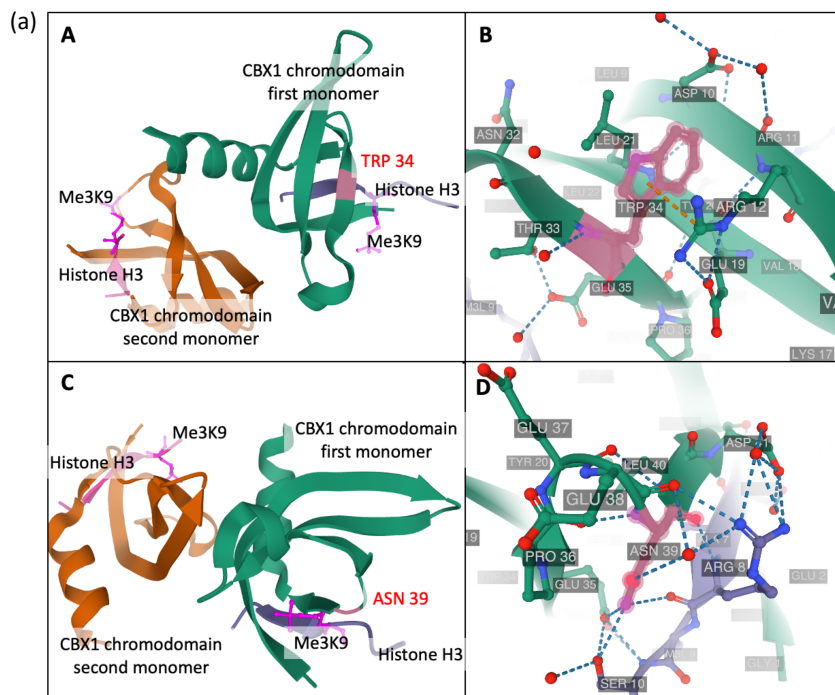 (a)
A
CBX1 chromodomain
first monomer
TRP 34
Me3K9
Histone H3
Me3K9
Histone H3
CBX1 chromodomain
second monomer
B
LEU 9
ASP 10
ASN 32
LEU 21
ARG 11
TRP 34
ARG 12
THR 33
GLU 19
VAL 18
GLU 35
M3L 9
PRO 36
LYS 17
C
CBX1 chromodomain
first monomer
Me3K9
Histone H3
ASN 39
Me3K9
Histone H3
CBX1 chromodomain
second monomer
D
GLU 37
TYR 20
LEU 40
GLU 38
PRO 36
ASN 39
ARG 8
GLU 2
GLU 35
GLY 1
SER 10